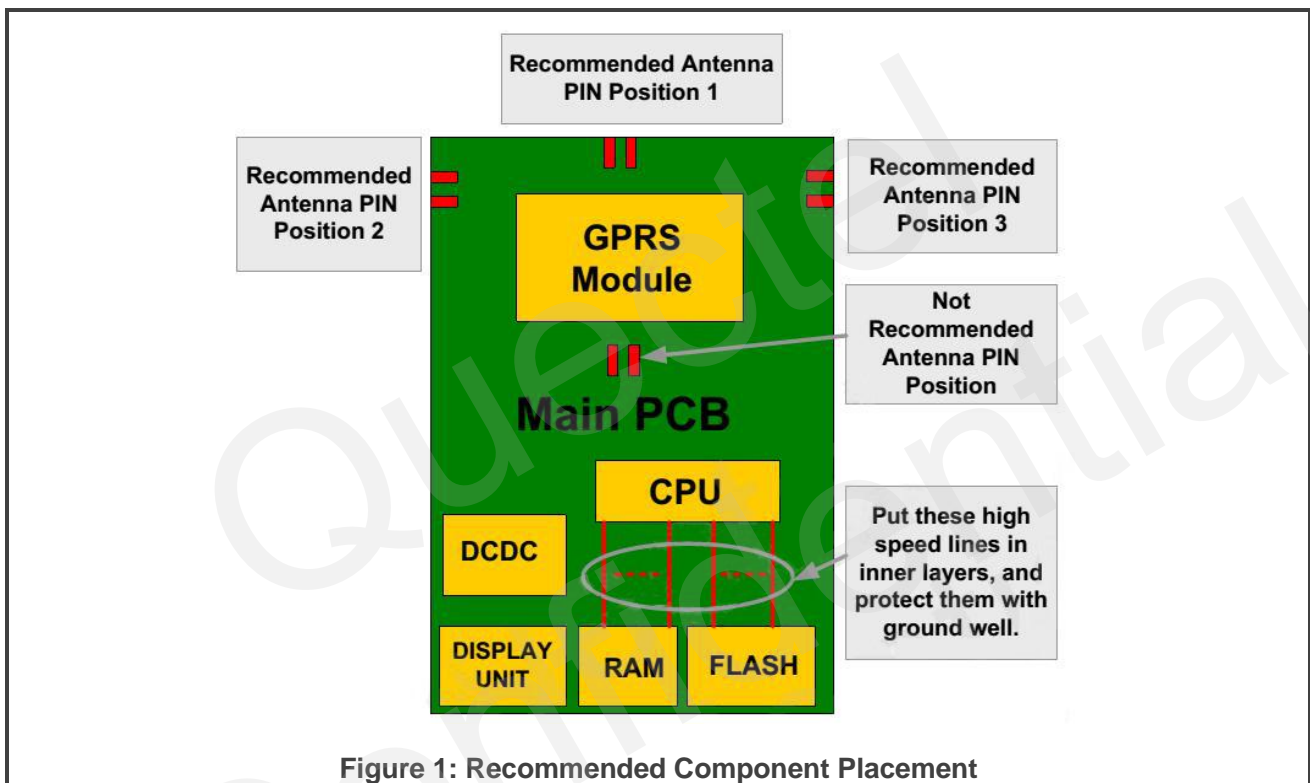 Recommended Antenna
PIN Position 1
Recommended
Antenna PIN
Position 2
Recommended
Antenna PIN
Position 3
GPRS
Module
Not
Recommended
Antenna PIN
Position
Main PCB
CPU
DCDC
Put these high
speed lines in
inner layers, and
protect them with
ground well.
DISPLAY
UNIT
RAM
FLASH
Quectel
Confidential
Figure 1: Recommended Component Placement